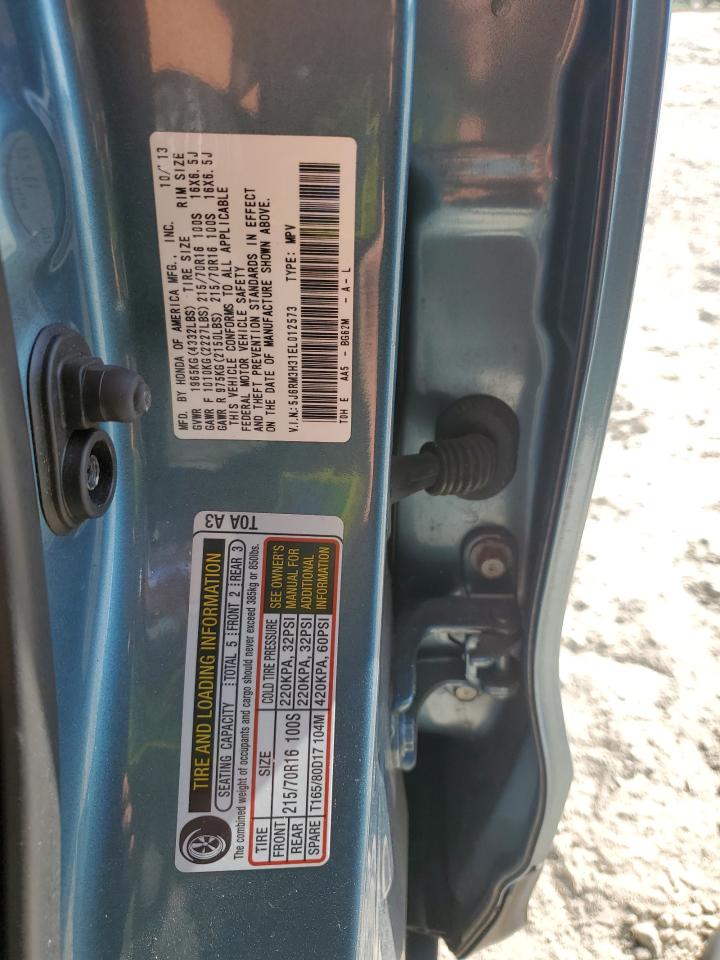 MFD. BY HONDA OF AMERICA MFG., INC. 10/'13
GVWR 1965KG(4332LBS) TIRE SIZE RIM SIZE
GAWR F 1010KG(2227LBS) 215/70R16 100S 16X6.5J
GAWR R 975KG(2150LBS) 215/70R16 100S 16X6.5J
THIS VEHICLE CONFORMS TO ALL APPLICABLE
FEDERAL MOTOR VEHICLE SAFETY
AND THEFT PREVENTION STANDARDS IN EFFECT
ON THE DATE OF MANUFACTURE SHOWN ABOVE.
V.I.N.:5J6RM3H31EL012573 TYPE: MPV
T0H E AA5 - BG62M - A - L
TIRE AND LOADING INFORMATION
T0A A3
SEATING CAPACITY TOTAL 5 FRONT 2 REAR 3
The combined weight of occupants and cargo should never exceed 385kg or 850lbs.
TIRE SIZE COLD TIRE PRESSURE SEE OWNER'S
FRONT 215/70R16 100S 220KPA, 32PSI MANUAL FOR
REAR 220KPA, 32PSI ADDITIONAL
SPARE T165/80D17 104M 420KPA, 60PSI INFORMATION